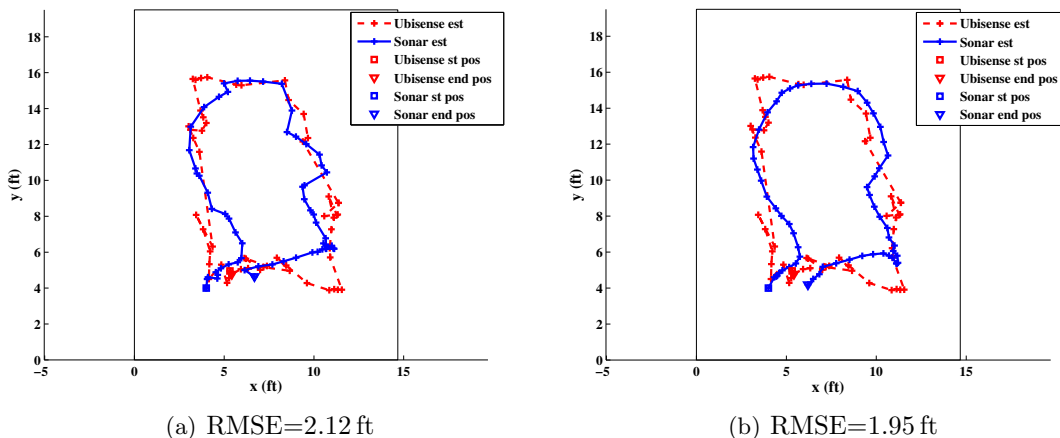 18
16
14
12
10
8
6
4
2
0
y (ft)
−5
0
5
10
15
x (ft)
Ubisense est
Sonar est
Ubisense st pos
Ubisense end pos
Sonar st pos
Sonar end pos
(a) RMSE=2.12 ft
18
16
14
12
10
8
6
4
2
0
y (ft)
−5
0
5
10
15
x (ft)
Ubisense est
Sonar est
Ubisense st pos
Ubisense end pos
Sonar st pos
Sonar end pos
(b) RMSE=1.95 ft